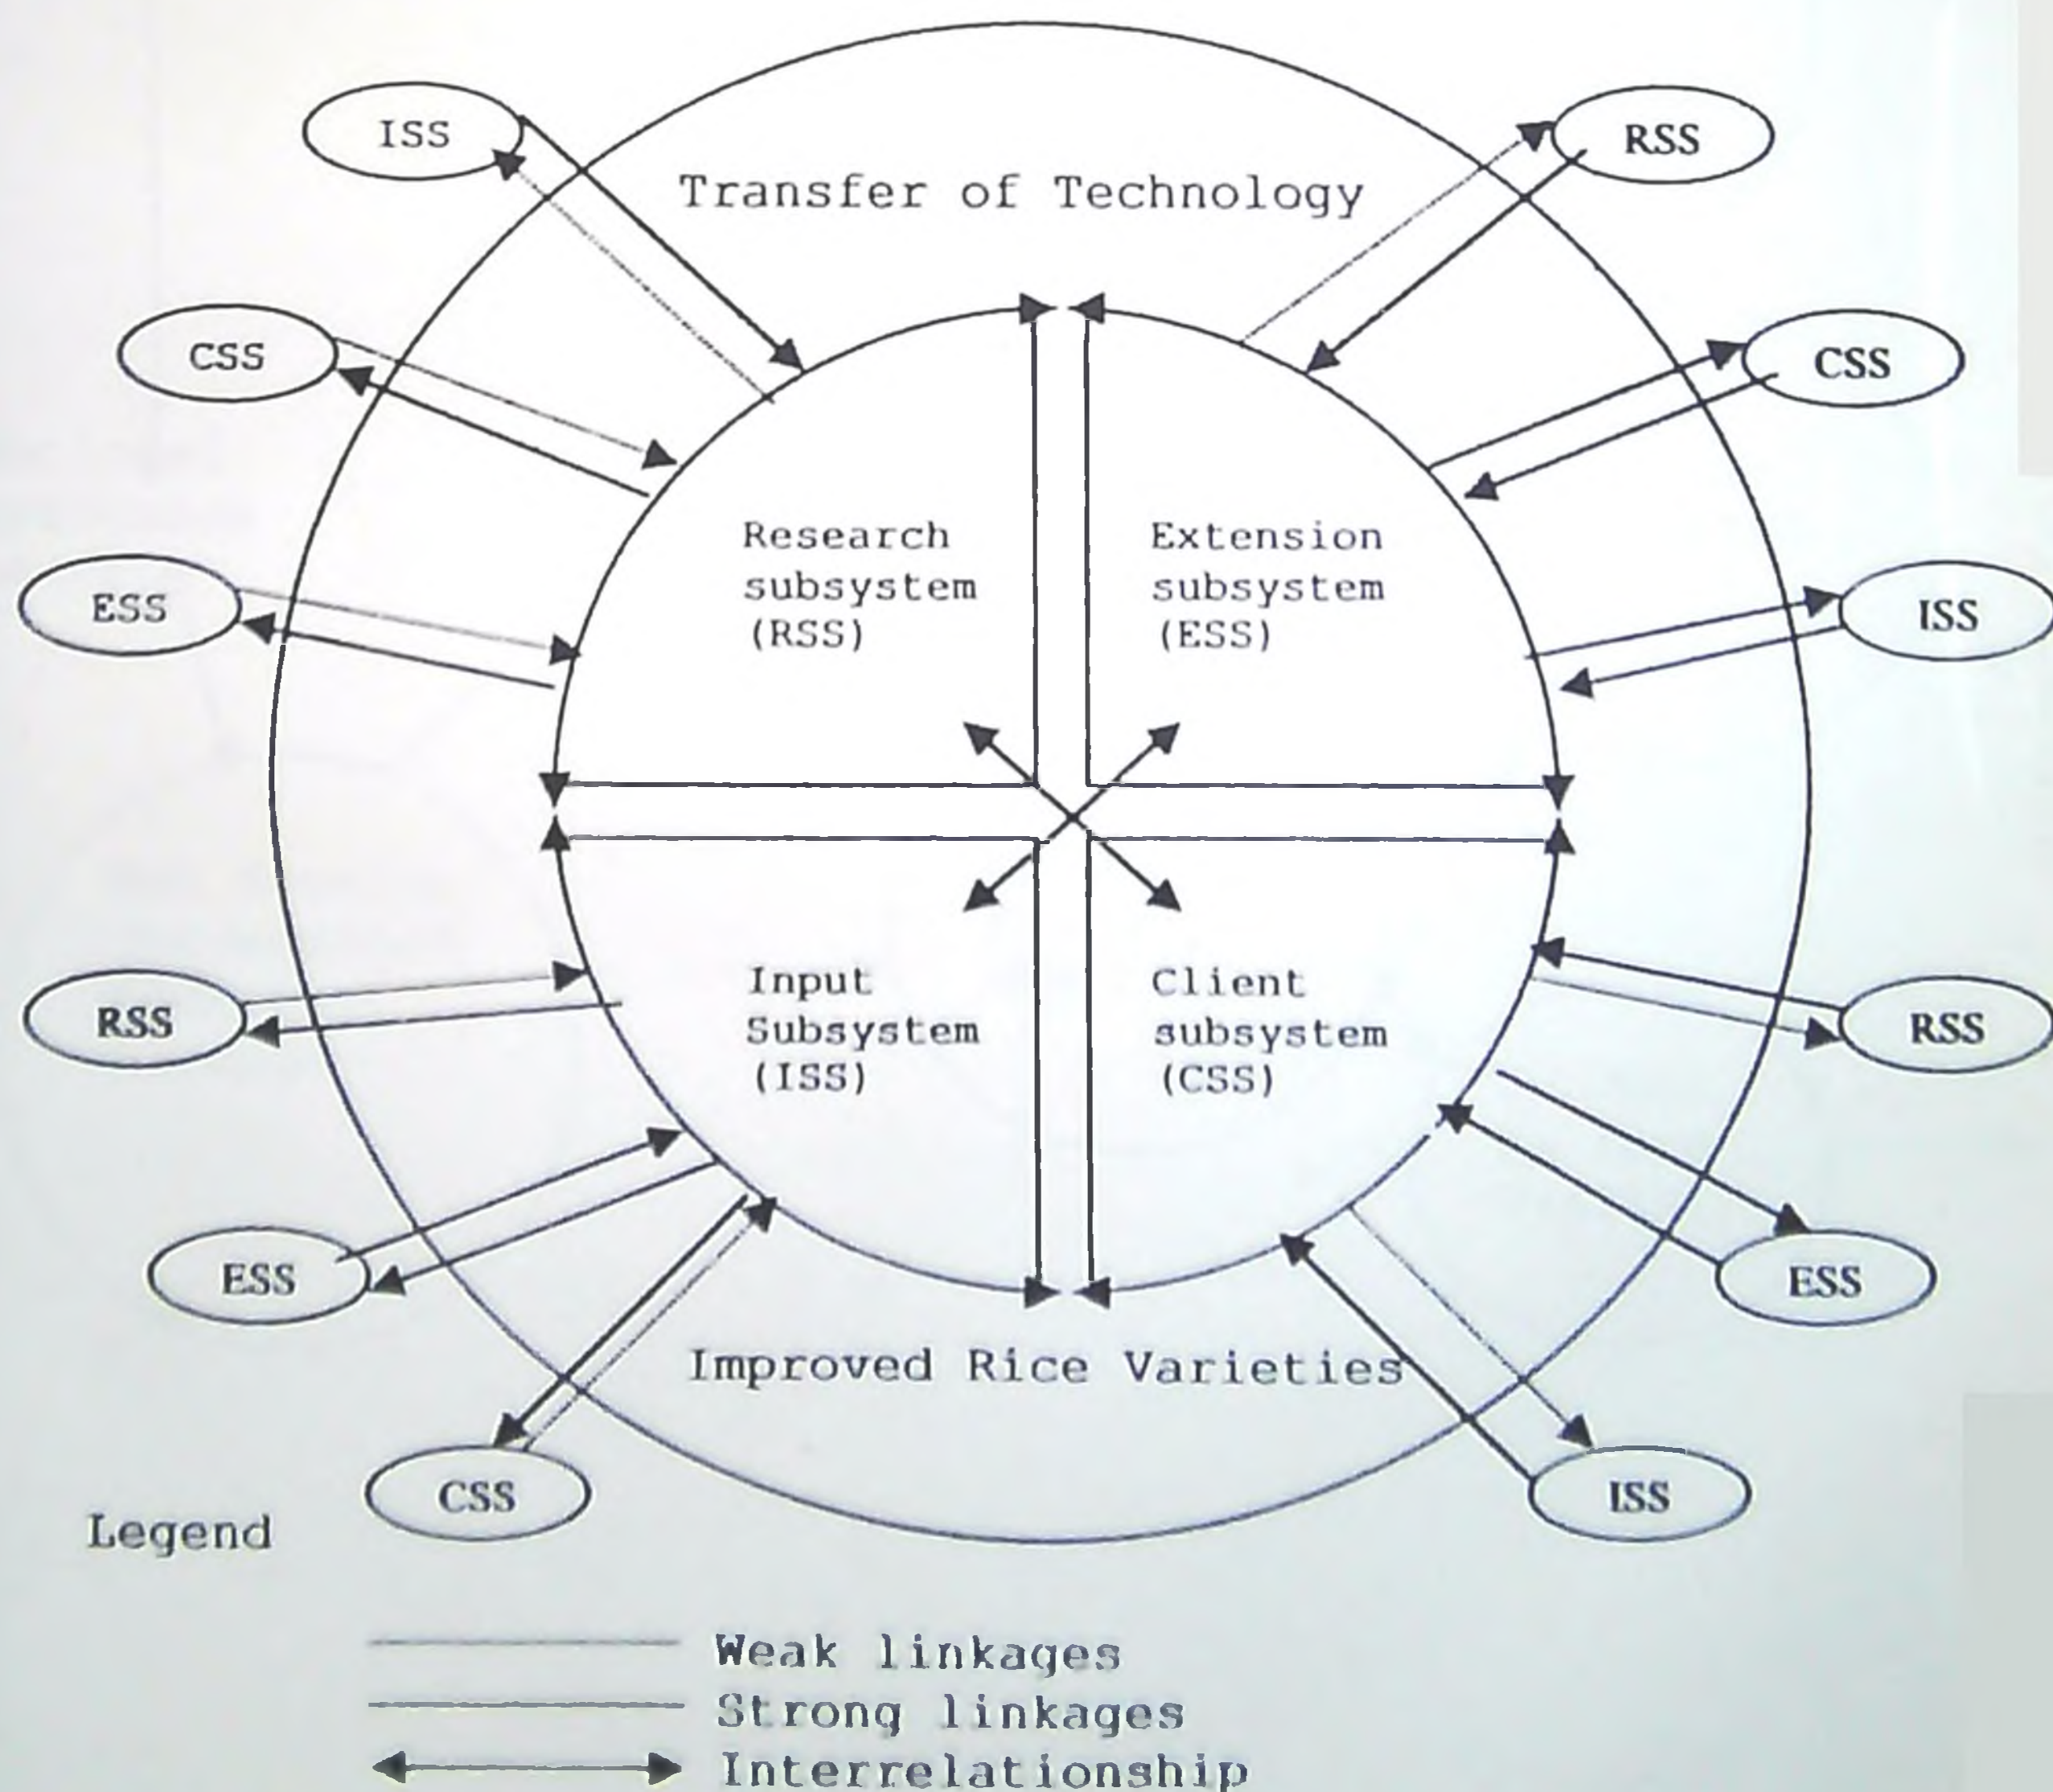 ISS
RSS
Transfer of Technology
CSS
CSS
ESS
ISS
Research
subsystem
(RSS)
Extension
subsystem
(ESS)
Input
Subsystem
(ISS)
Client
subsystem
(CSS)
RSS
RSS
ESS
ESS
Improved Rice Varieties
CSS
ISS
Legend
Weak linkages
Strong linkages
Interrelationship